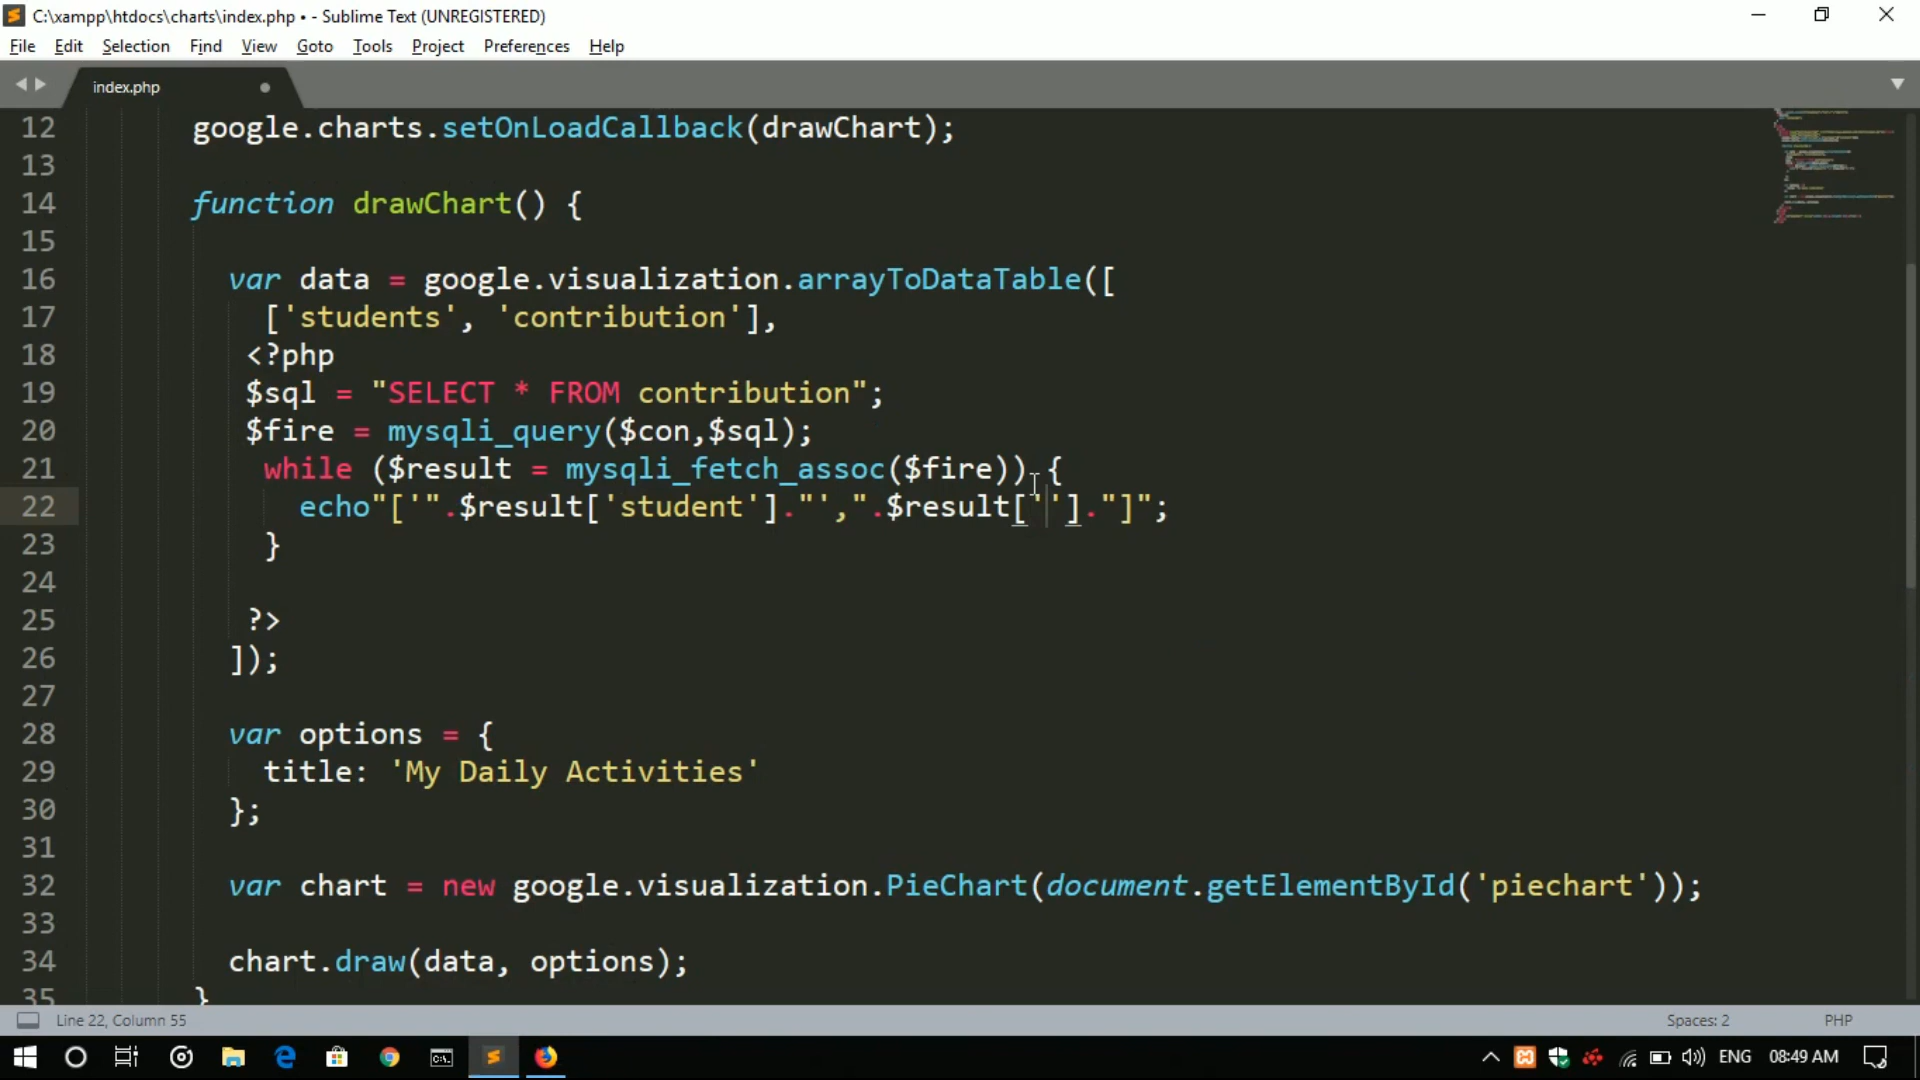 C:\xampp\htdocs\charts\index.php • - Sublime Text (UNREGISTERED)
File Edit Selection Find View Goto Tools Project Preferences Help
index.php
12 google.charts.setOnLoadCallback(drawChart);
13
14 function drawChart() {
15
16 var data = google.visualization.arrayToDataTable([
17 ['students', 'contribution'],
18 <?php
19 $sql = "SELECT * FROM contribution";
20 $fire = mysqli_query($con,$sql);
21 while ($result = mysqli_fetch_assoc($fire)) {
22 echo"['".$result['student']."',".$result['']."]";
23 }
24
25 ?>
26 ]);
27
28 var options = {
29 title: 'My Daily Activities'
30 };
31
32 var chart = new google.visualization.PieChart(document.getElementById('piechart'));
33
34 chart.draw(data, options);
35 }
Line 22, Column 55 Spaces: 2 PHP
ENG 08:49 AM